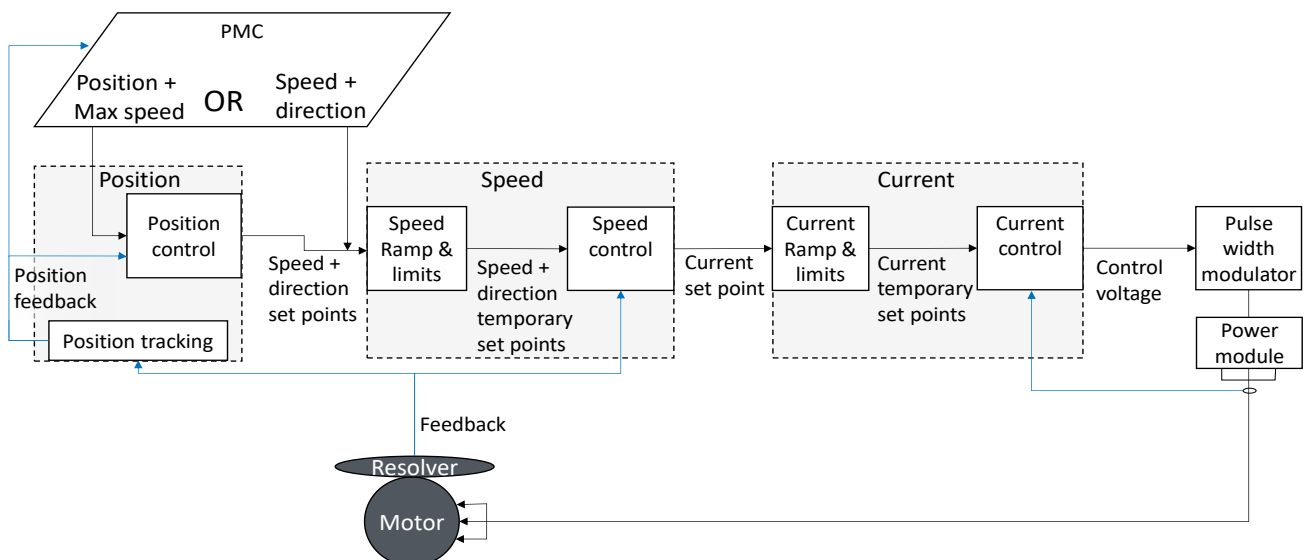 PMC
Position +
Max speed
OR
Speed +
direction
Position
Speed
Current
Position
control
Speed
Ramp &
limits
Speed
control
Current
Ramp &
limits
Current
control
Pulse
width
modulator
Position
feedback
Speed +
direction
set points
Speed +
direction
temporary
set points
Current
set point
Current
temporary
set points
Control
voltage
Position tracking
Power
module
Feedback
Resolver
Motor